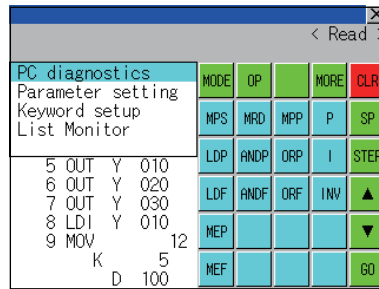 X
< Read >
PC diagnostics
Parameter setting
Keyword setup
List Monitor
5 OUT Y 010
6 OUT Y 020
7 OUT Y 030
8 LDI Y 010
9 MOV 12
K 5
D 100
MODE OP MORE CLR
MPS MRD MPP P SP
LDP ANDP ORP I STEP
LDF ANDF ORF INV ▲
MEP ▼
MEF GO